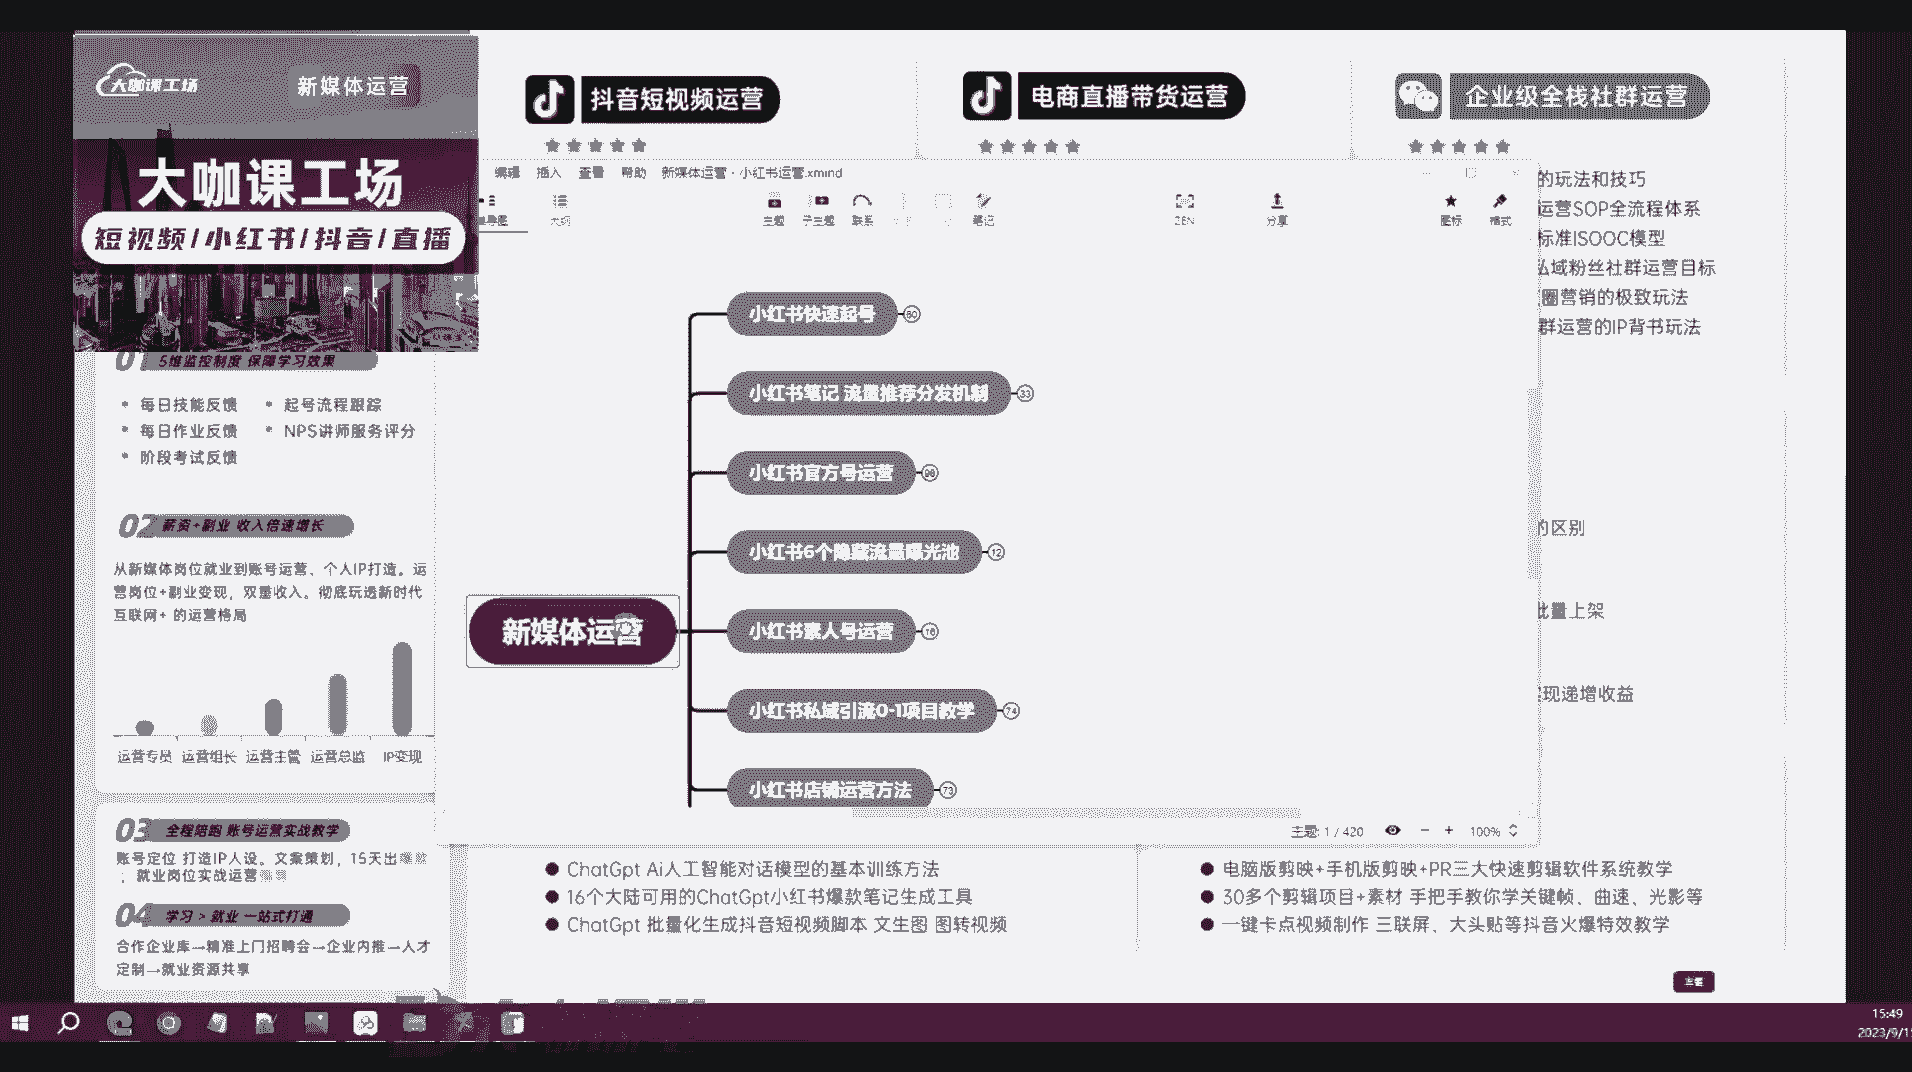 大咖课工场
新媒体运营
大咖课工场
短视频/小红书/抖音/直播
抖音短视频运营
电商直播带货运营
企业级全栈社群运营
编辑 插入 查看 帮助 新媒体运营 - 小红书运营.xmind
大纲
主题 子主题 联系
笔记
ZEN
分享
图标
格式
的玩法和技巧
运营SOP全流程体系
标准ISOOC模型
私域粉丝社群运营目标
圈营销的极致玩法
群运营的IP背书玩法
的区别
批量上架
现递增收益
新媒体运营
小红书快速起号 60
小红书笔记 流量推荐分发机制 33
小红书官方号运营 96
小红书6个隐藏流量曝光池 12
小红书素人号运营 16
小红书私域引流0-1项目教学 74
小红书店铺运营方法 73
主题: 1 / 420
100%
01 5维监控制度 保障学习效果
每日技能反馈
起号流程跟踪
每日作业反馈
NPS讲师服务评分
阶段考试反馈
02 薪资+副业 收入倍速增长
从新媒体岗位就业到账号运营、个人IP打造。运
营岗位+副业变现，双重收入。彻底玩透新时代
互联网+ 的运营格局
运营专员 运营组长 运营主管 运营总监 IP变现
03 全程陪跑 账号运营实战教学
账号定位 打造IP人设。文案策划，15天出
；就业岗位实战运营
04 学习 > 就业 一站式打通
合作企业库→精准上门招聘会→企业内推→人才
定制→就业资源共享
ChatGpt Ai人工智能对话模型的基本训练方法
16个大陆可用的ChatGpt小红书爆款笔记生成工具
ChatGpt 批量化生成抖音短视频脚本 文生图 图转视频
电脑版剪映+手机版剪映+PR三大快速剪辑软件系统教学
30多个剪辑项目+素材 手把手教你学关键帧、曲速、光影等
一键卡点视频制作 三联屏、大头贴等抖音火爆特效教学
15:49
2023/9/1